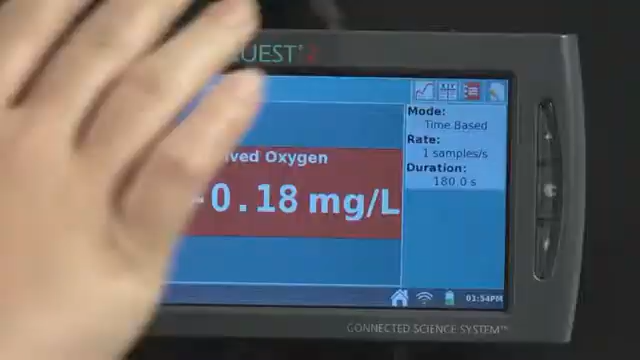 QUEST 2
Mode:
Time Based
Rate:
1 samples/s
Duration:
180.0 s
ved Oxygen
-0.18 mg/L
01:54PM
CONNECTED SCIENCE SYSTEM™